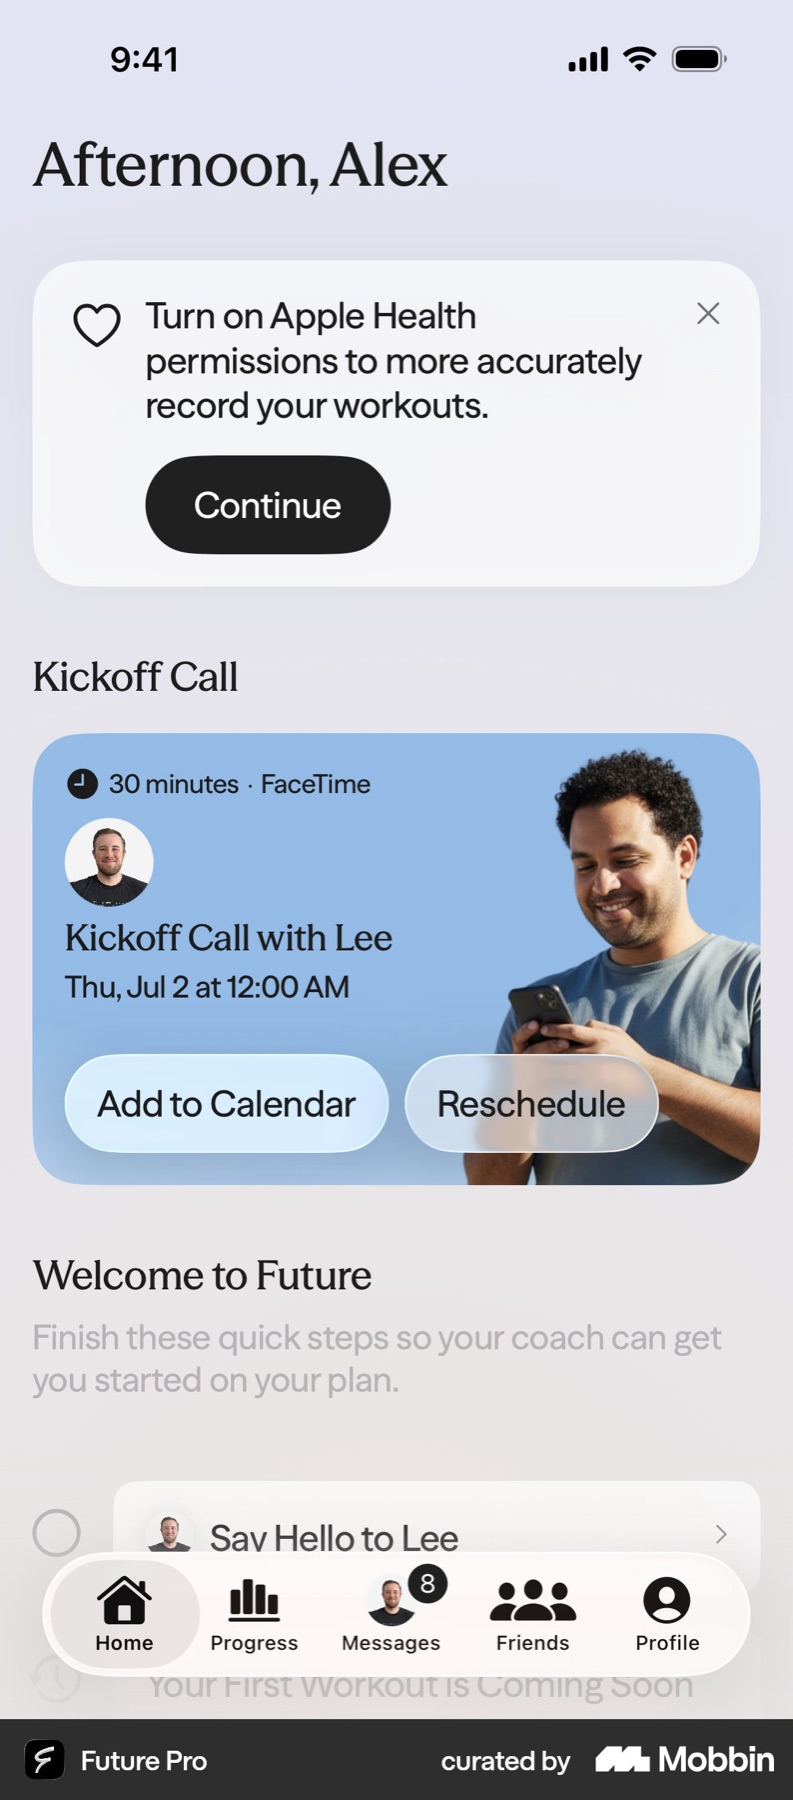 9:41
Afternoon, Alex
Turn on Apple Health
permissions to more accurately
record your workouts.
Continue
Kickoff Call
30 minutes · FaceTime
Kickoff Call with Lee
Thu, Jul 2 at 12:00 AM
Add to Calendar
Reschedule
Welcome to Future
Finish these quick steps so your coach can get
you started on your plan.
Say Hello to Lee
8
Home
Progress
Messages
Friends
Profile
Your First Workout is Coming Soon
Future Pro
curated by Mobbin